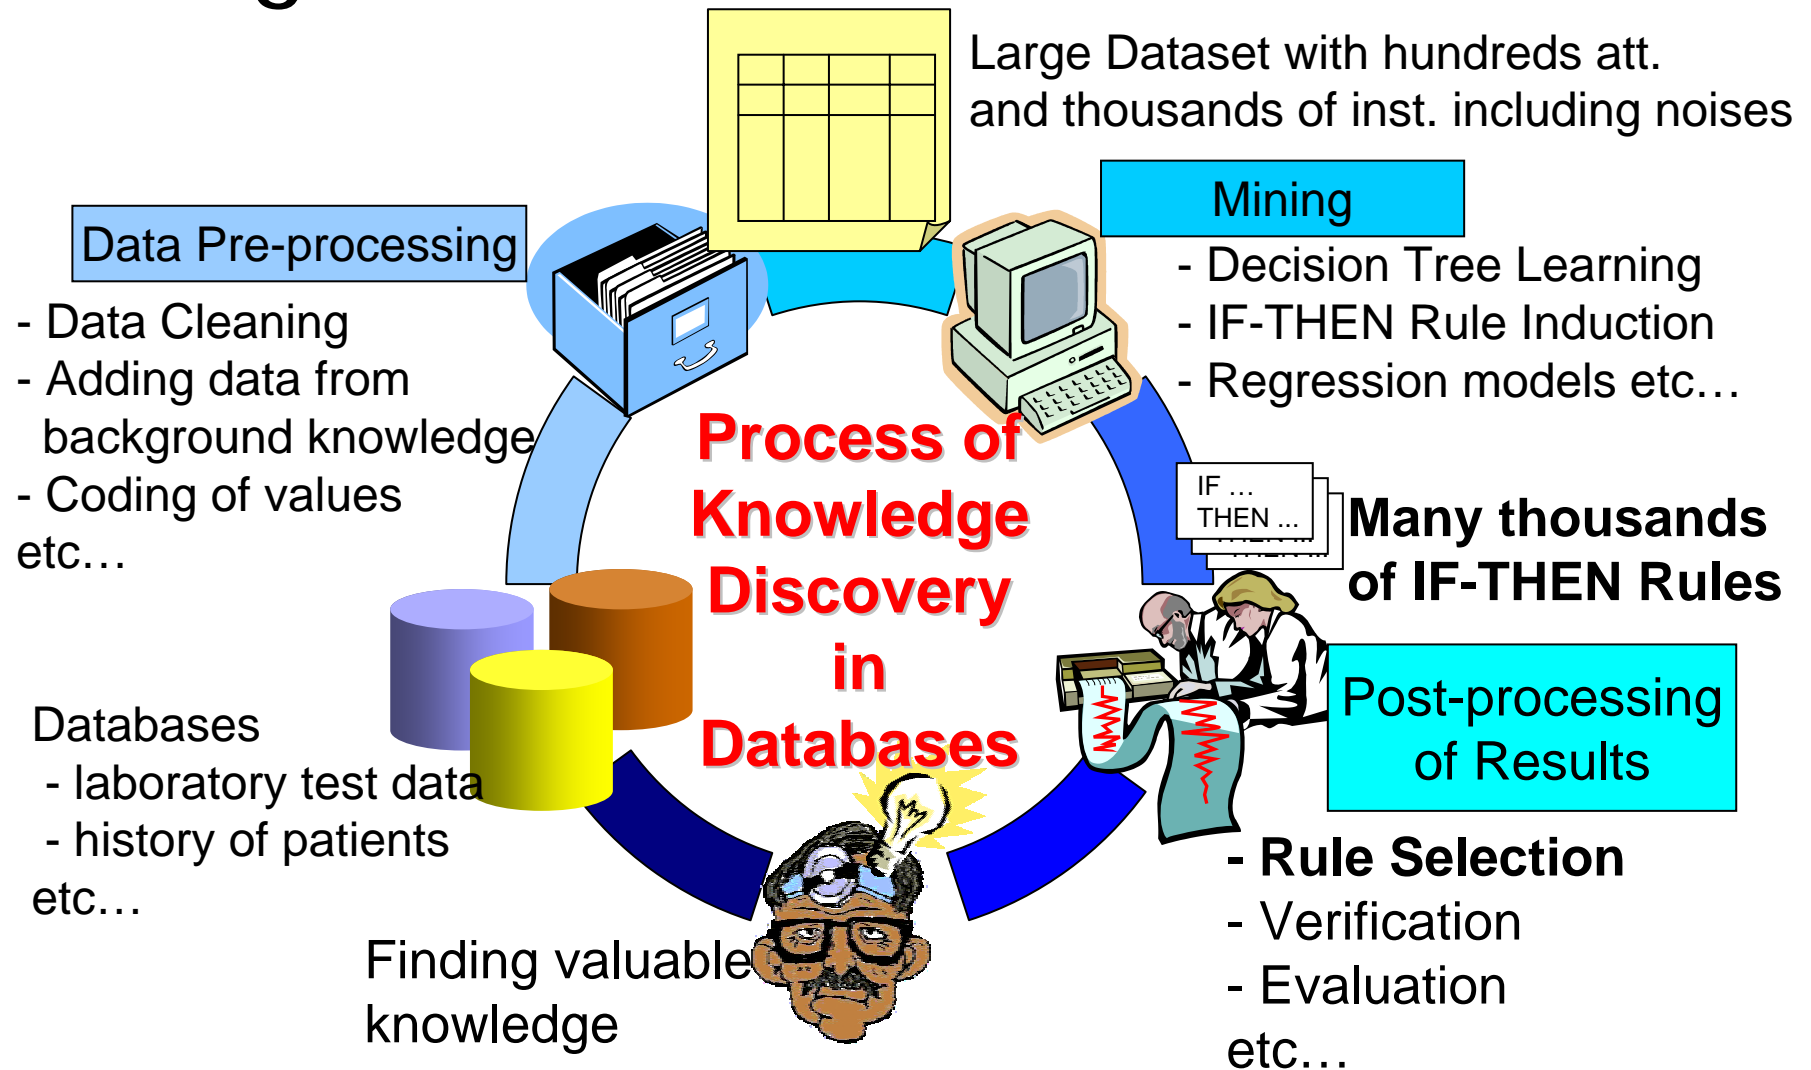 Large Dataset with hundreds att.
and thousands of inst. including noises
Mining
- Decision Tree Learning
- IF-THEN Rule Induction
- Regression models etc…
Data Pre-processing
- Data Cleaning
- Adding data from
background knowledge
- Coding of values
etc…
Process of
Knowledge
Discovery
in
Databases
IF …
THEN ...
Many thousands
of IF-THEN Rules
Post-processing
of Results
- Rule Selection
- Verification
- Evaluation
etc…
Databases
- laboratory test data
- history of patients
etc…
Finding valuable
knowledge